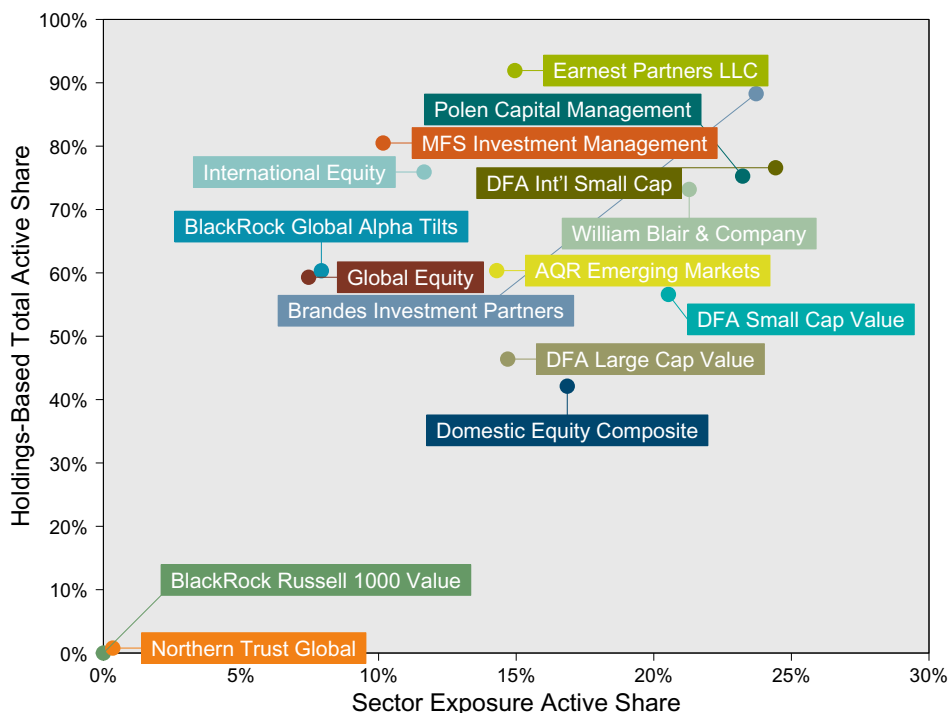 100%
90%
80%
70%
60%
50%
40%
30%
20%
10%
0%
Holdings-Based Total Active Share
Earnest Partners LLC
Polen Capital Management
MFS Investment Management
International Equity
DFA Int'l Small Cap
BlackRock Global Alpha Tilts
William Blair & Company
AQR Emerging Markets
Global Equity
Brandes Investment Partners
DFA Small Cap Value
DFA Large Cap Value
Domestic Equity Composite
BlackRock Russell 1000 Value
Northern Trust Global
0% 5% 10% 15% 20% 25% 30%
Sector Exposure Active Share